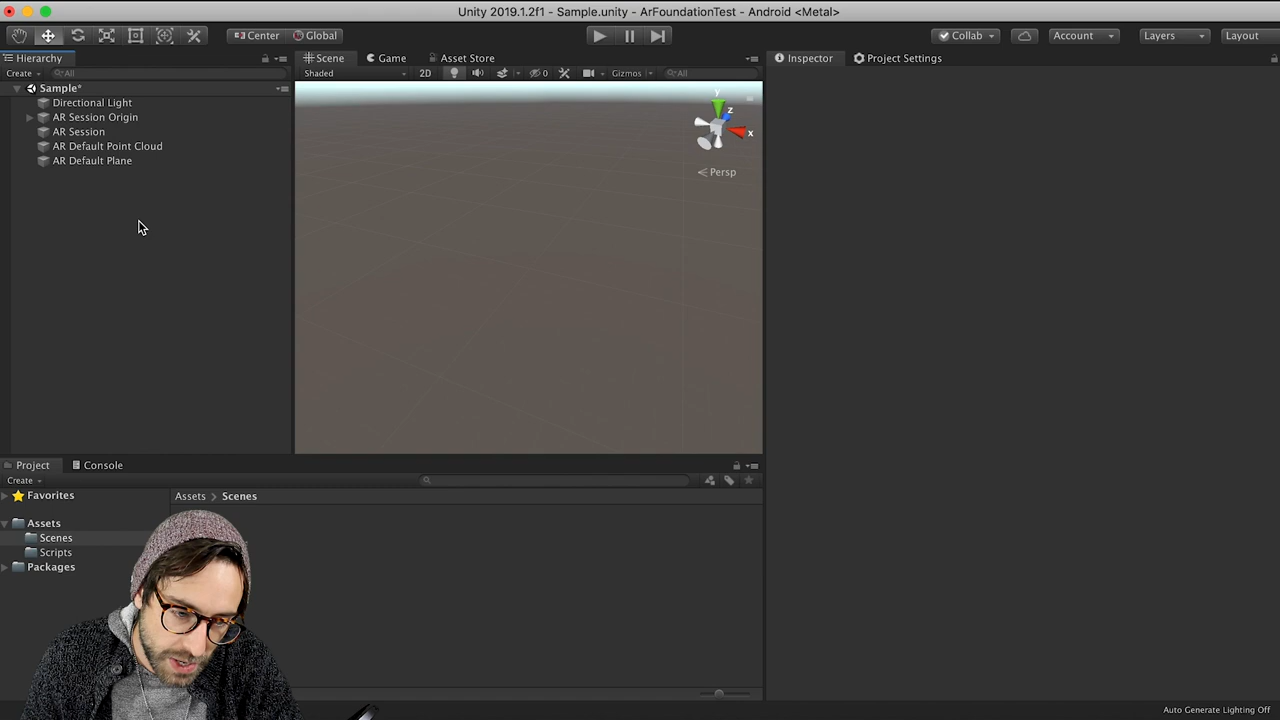 Unity 2019.1.2f1 - Sample.unity - ArFoundationTest - Android <Metal>
Center Global Collab Account Layers Layout
Hierarchy Scene Game Asset Store Inspector Project Settings
Create All Shaded 2D 0 Gizmos All
Sample*
Directional Light
AR Session Origin
AR Session
AR Default Point Cloud
AR Default Plane
y
z
x
Persp
Project Console
Create
Favorites Assets > Scenes
Assets
Scenes
Scripts
Packages
Auto Generate Lighting Off